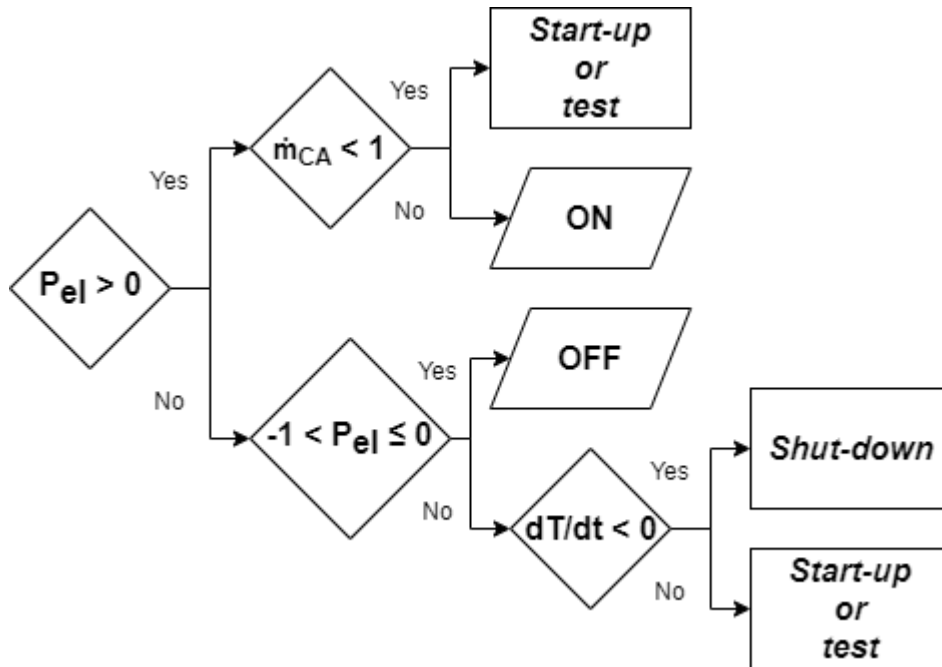 Start-up
or
test
Yes
ṁCA < 1
No
Yes
ON
Pel > 0
No
OFF
Yes
-1 < Pel ≤ 0
No
Shut-down
Yes
dT/dt < 0
No
Start-up
or
test